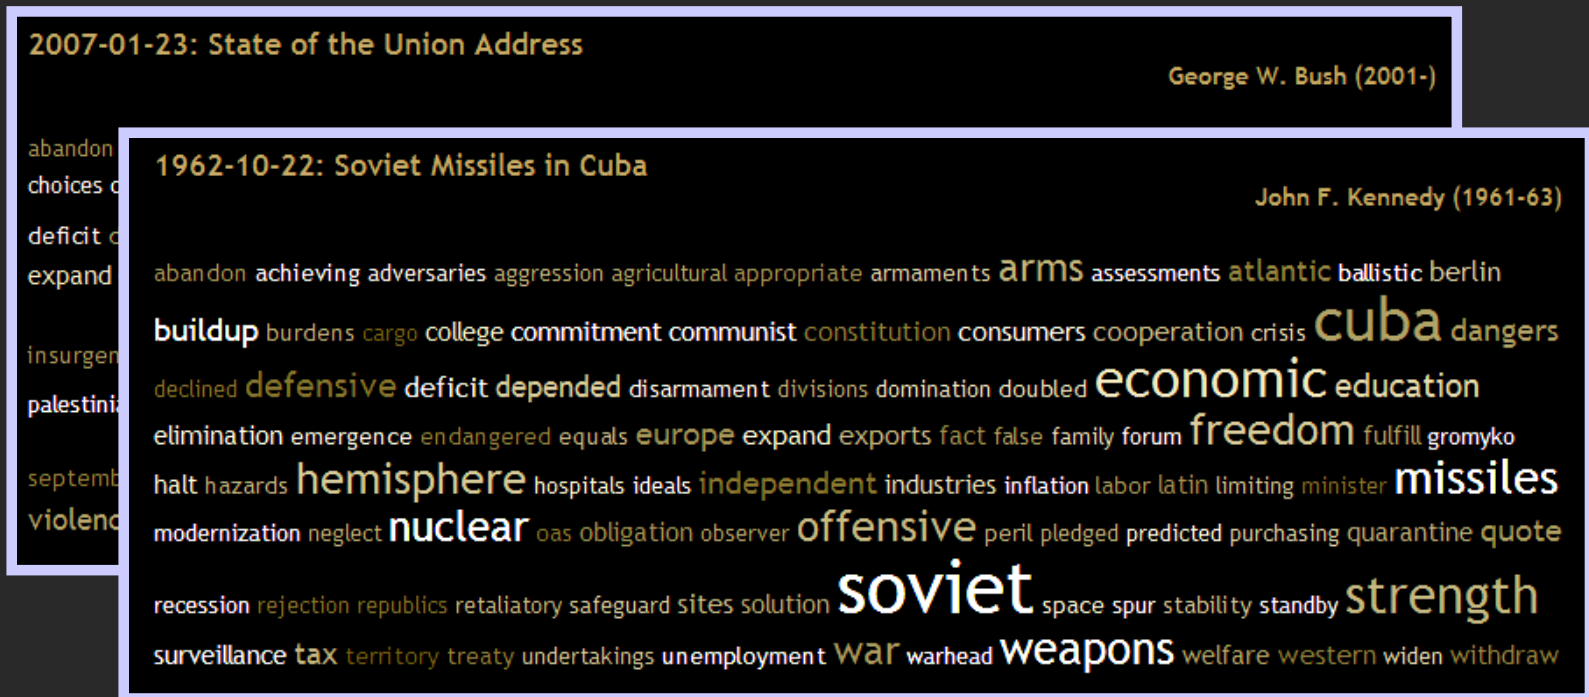 2007-01-23: State of the Union Address
George W. Bush (2001-)
abandon
choices
deficit
expand
1962-10-22: Soviet Missiles in Cuba
John F. Kennedy (1961-63)
abandon achieving adversaries aggression agricultural appropriate armaments arms assessments atlantic ballistic berlin
buildup burdens cargo college commitment communist constitution consumers cooperation crisis cuba dangers
declined defensive deficit depended disarmament divisions domination doubled economic education
elimination emergence endangered equals europe expand exports fact false family forum freedom fulfill gromyko
halt hazards hemisphere hospitals ideals independent industries inflation labor latin limiting minister missiles
modernization neglect nuclear oas obligation observer offensive peril pledged predicted purchasing quarantine quote
recession rejection republics retaliatory safeguard sites solution soviet space spur stability standby strength
surveillance tax territory treaty undertakings unemployment war warhead weapons welfare western widen withdraw